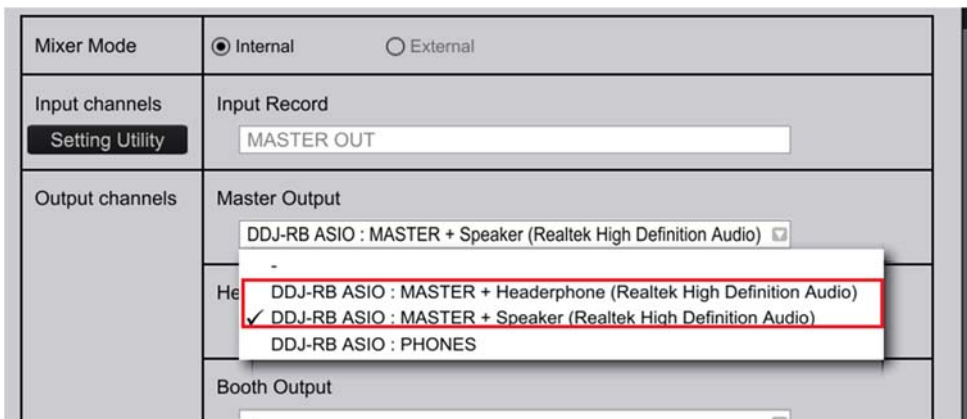 Mixer Mode
Internal
External
Input channels
Input Record
Setting Utility
MASTER OUT
Output channels
Master Output
DDJ-RB ASIO : MASTER + Speaker (Realtek High Definition Audio)
-
He
DDJ-RB ASIO : MASTER + Headerphone (Realtek High Definition Audio)
✓ DDJ-RB ASIO : MASTER + Speaker (Realtek High Definition Audio)
DDJ-RB ASIO : PHONES
Booth Output